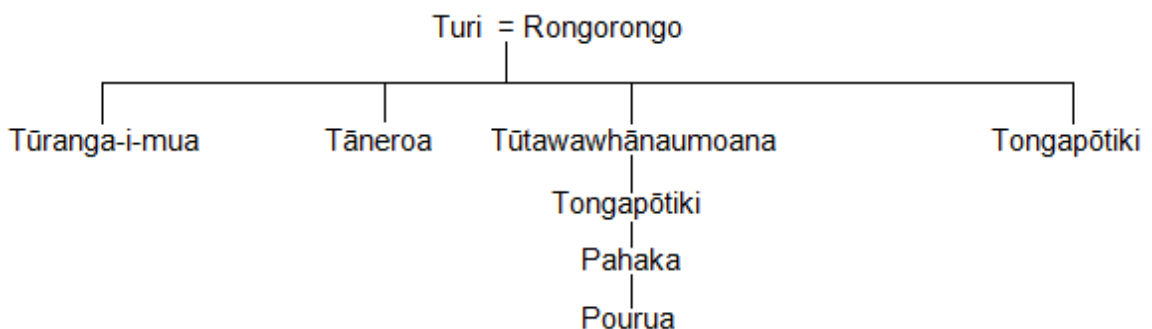 Turi = Rongorongo
Tūranga-i-mua Tāneroa Tūtawawhānaumoana Tongapōtiki
Tongapōtiki
Pahaka
Pourua